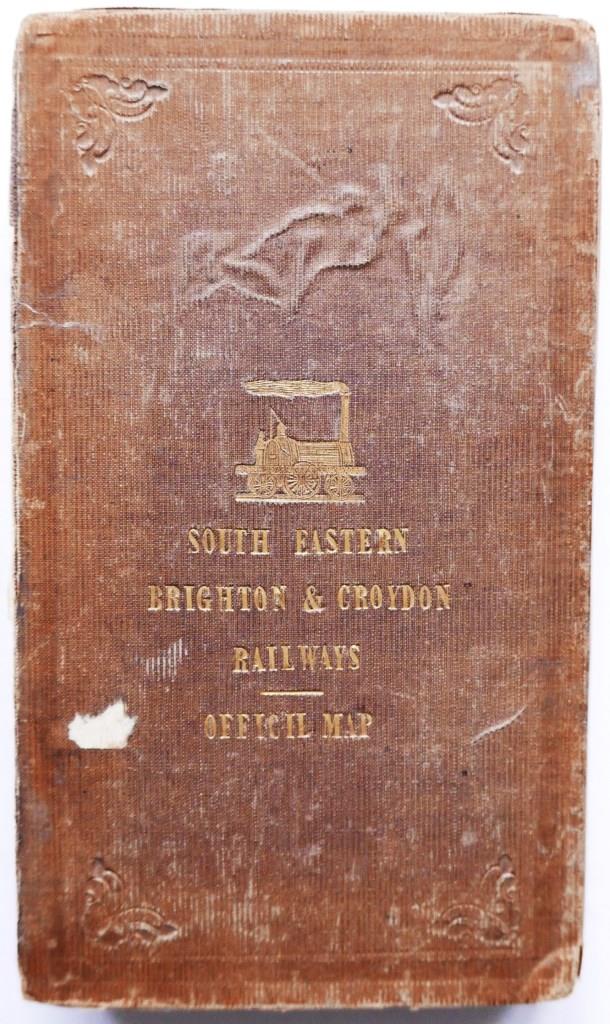 SOUTH EASTERN
BRIGHTON & CROYDON
RAILWAYS
OFFICIL MAP